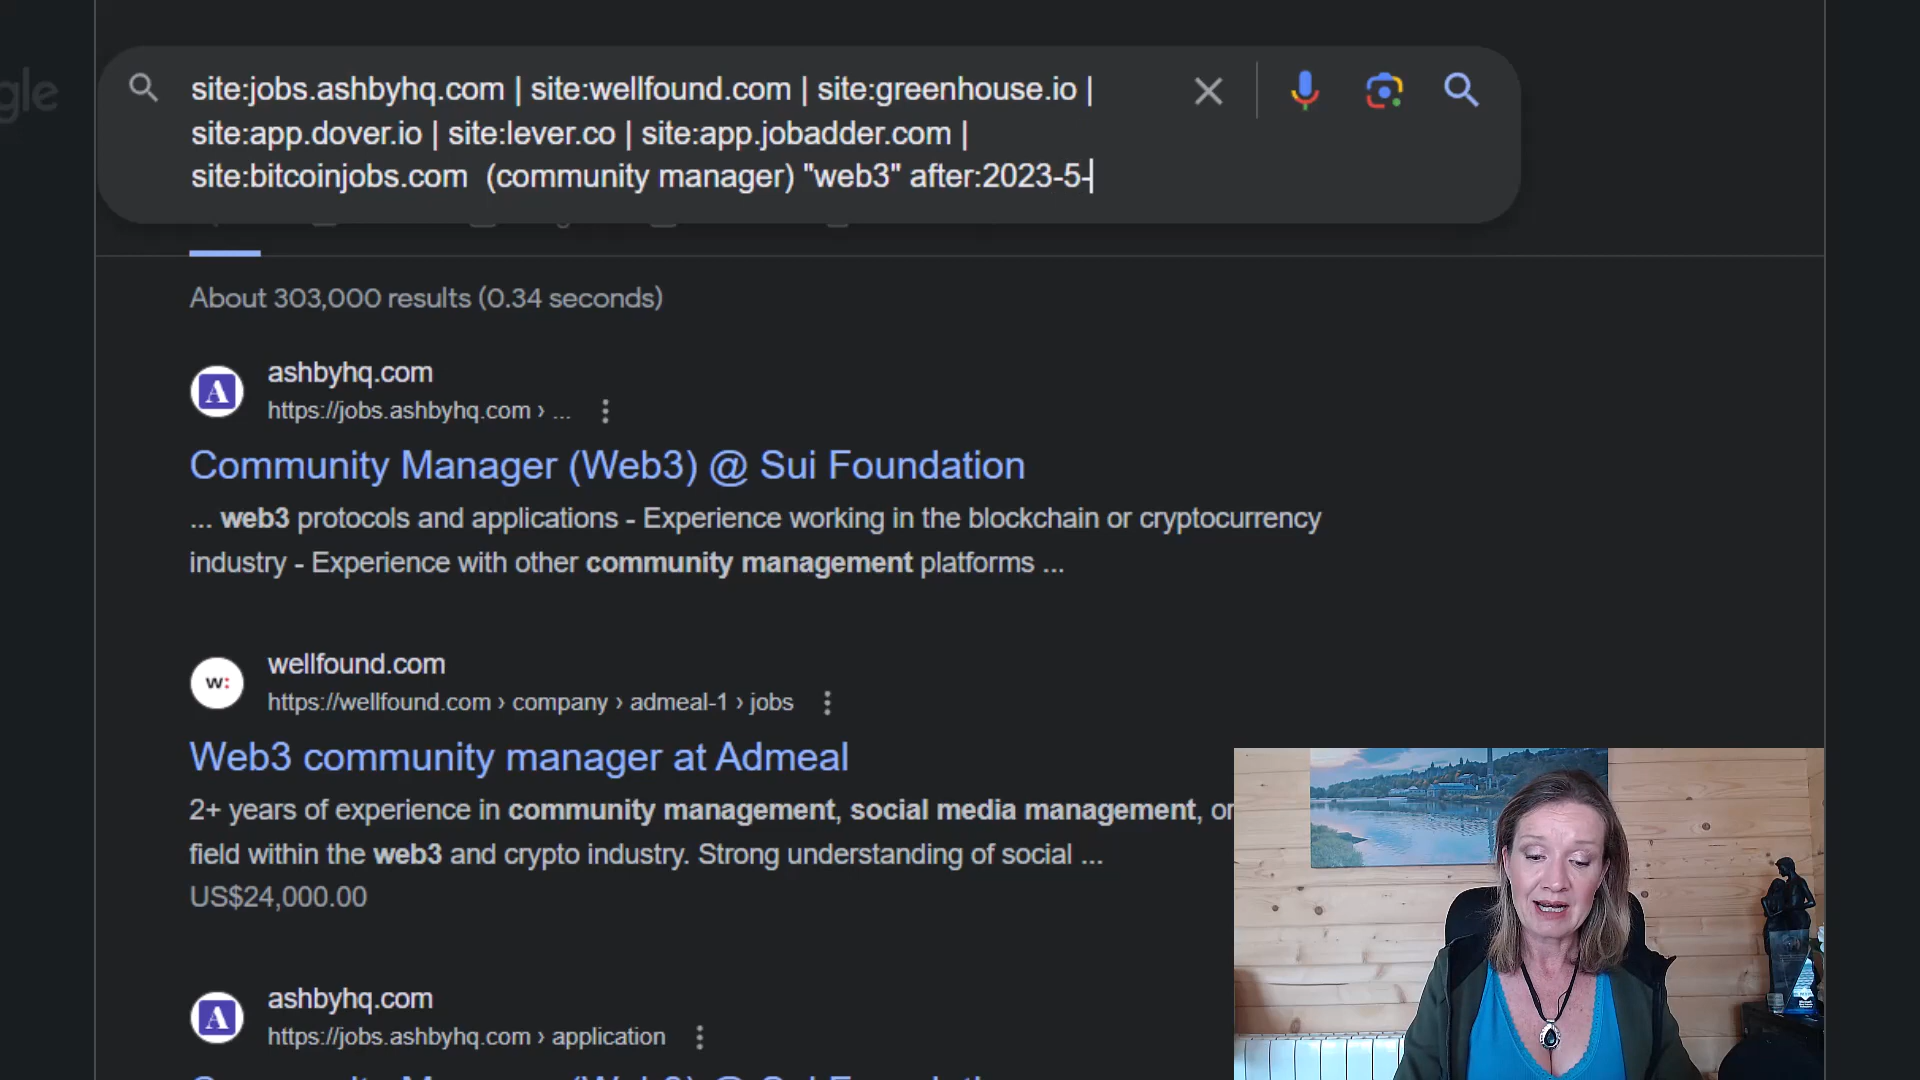 gle
site:jobs.ashbyhq.com | site:wellfound.com | site:greenhouse.io |
site:app.dover.io | site:lever.co | site:app.jobadder.com |
site:bitcoinjobs.com (community manager) "web3" after:2023-5-
About 303,000 results (0.34 seconds)
A
ashbyhq.com
https://jobs.ashbyhq.com › ...
Community Manager (Web3) @ Sui Foundation
... web3 protocols and applications - Experience working in the blockchain or cryptocurrency
industry - Experience with other community management platforms ...
w:
wellfound.com
https://wellfound.com › company › admeal-1 › jobs
Web3 community manager at Admeal
2+ years of experience in community management, social media management, or
field within the web3 and crypto industry. Strong understanding of social ...
US$24,000.00
A
ashbyhq.com
https://jobs.ashbyhq.com › application